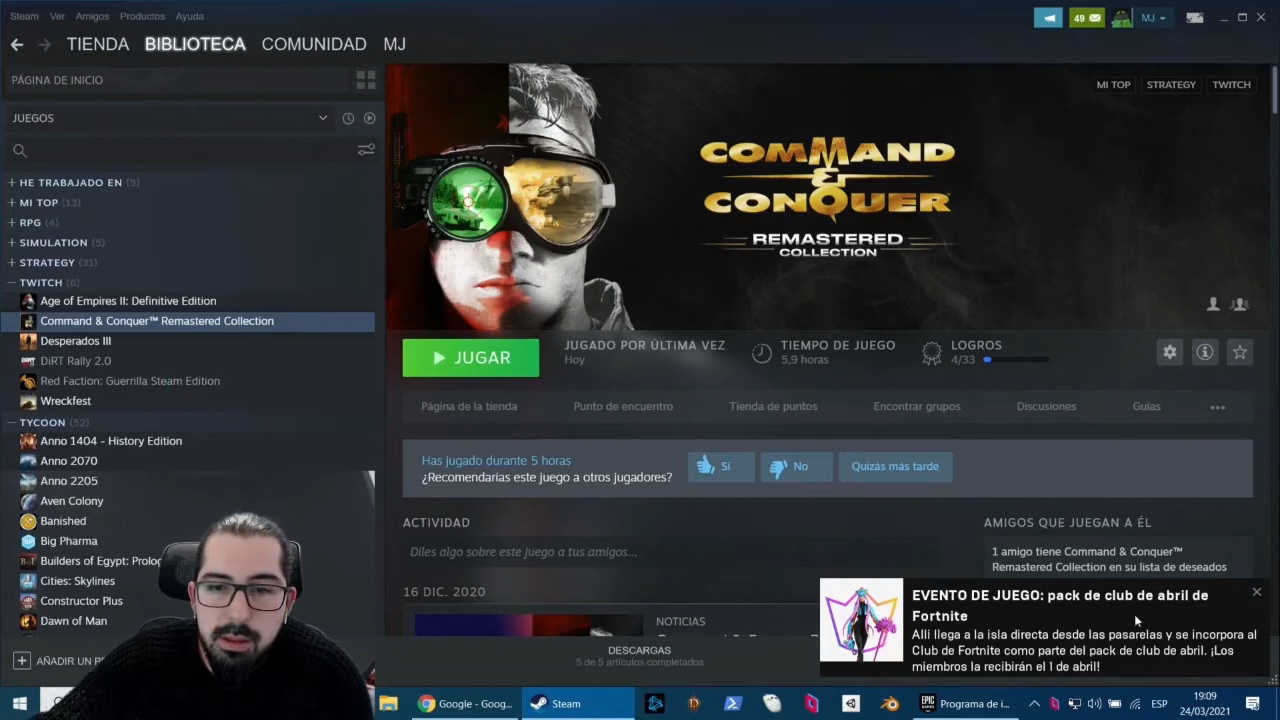 Steam Ver Amigos Productos Ayuda
49 MJ
TIENDA BIBLIOTECA COMUNIDAD MJ
PÁGINA DE INICIO
JUEGOS
HE TRABAJADO EN (5)
MI TOP (13)
RPG (4)
SIMULATION (5)
STRATEGY (31)
TWITCH (6)
Age of Empires II: Definitive Edition
Command & Conquer™ Remastered Collection
Desperados III
DiRT Rally 2.0
Red Faction: Guerrilla Steam Edition
Wreckfest
TYCOON (52)
Anno 1404 - History Edition
Anno 2070
Anno 2205
Aven Colony
Banished
Big Pharma
Builders of Egypt: Prolog
Cities: Skylines
Constructor Plus
Dawn of Man
AÑADIR UN
MI TOP STRATEGY TWITCH
COMMAND
&
CONQUER
REMASTERED
COLLECTION
JUGAR
JUGADO POR ÚLTIMA VEZ
Hoy
TIEMPO DE JUEGO
5,9 horas
LOGROS
4/33
Página de la tienda Punto de encuentro Tienda de puntos Encontrar grupos Discusiones Guías
Has jugado durante 5 horas
¿Recomendarías este juego a otros jugadores?
Sí No Quizás más tarde
ACTIVIDAD
Diles algo sobre este juego a tus amigos...
16 DIC. 2020
NOTICIAS
AMIGOS QUE JUEGAN A ÉL
1 amigo tiene Command & Conquer™
Remastered Collection en su lista de deseados
EVENTO DE JUEGO: pack de club de abril de
Fortnite
Alli llega a la isla directa desde las pasarelas y se incorpora al
Club de Fortnite como parte del pack de club de abril. ¡Los
miembros la recibirán el 1 de abril!
DESCARGAS
5 de 5 artículos completados
Google - Goog... Steam EPIC GAMES Programa de i... ESP
19:09
24/03/2021